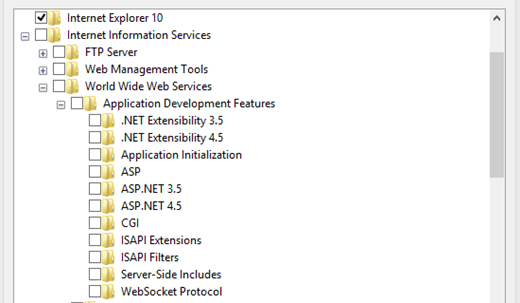 Internet Explorer 10
Internet Information Services
FTP Server
Web Management Tools
World Wide Web Services
Application Development Features
.NET Extensibility 3.5
.NET Extensibility 4.5
Application Initialization
ASP
ASP.NET 3.5
ASP.NET 4.5
CGI
ISAPI Extensions
ISAPI Filters
Server-Side Includes
WebSocket Protocol